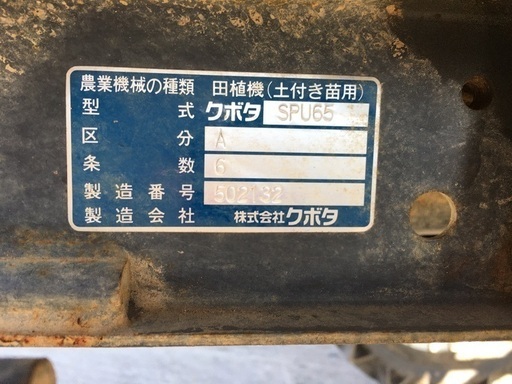 農業機械の種類 田植機(土付き苗用)
型式 クボタ SPU65
区分 A
条数 6
製造番号 502132
製造会社 株式会社クボタ